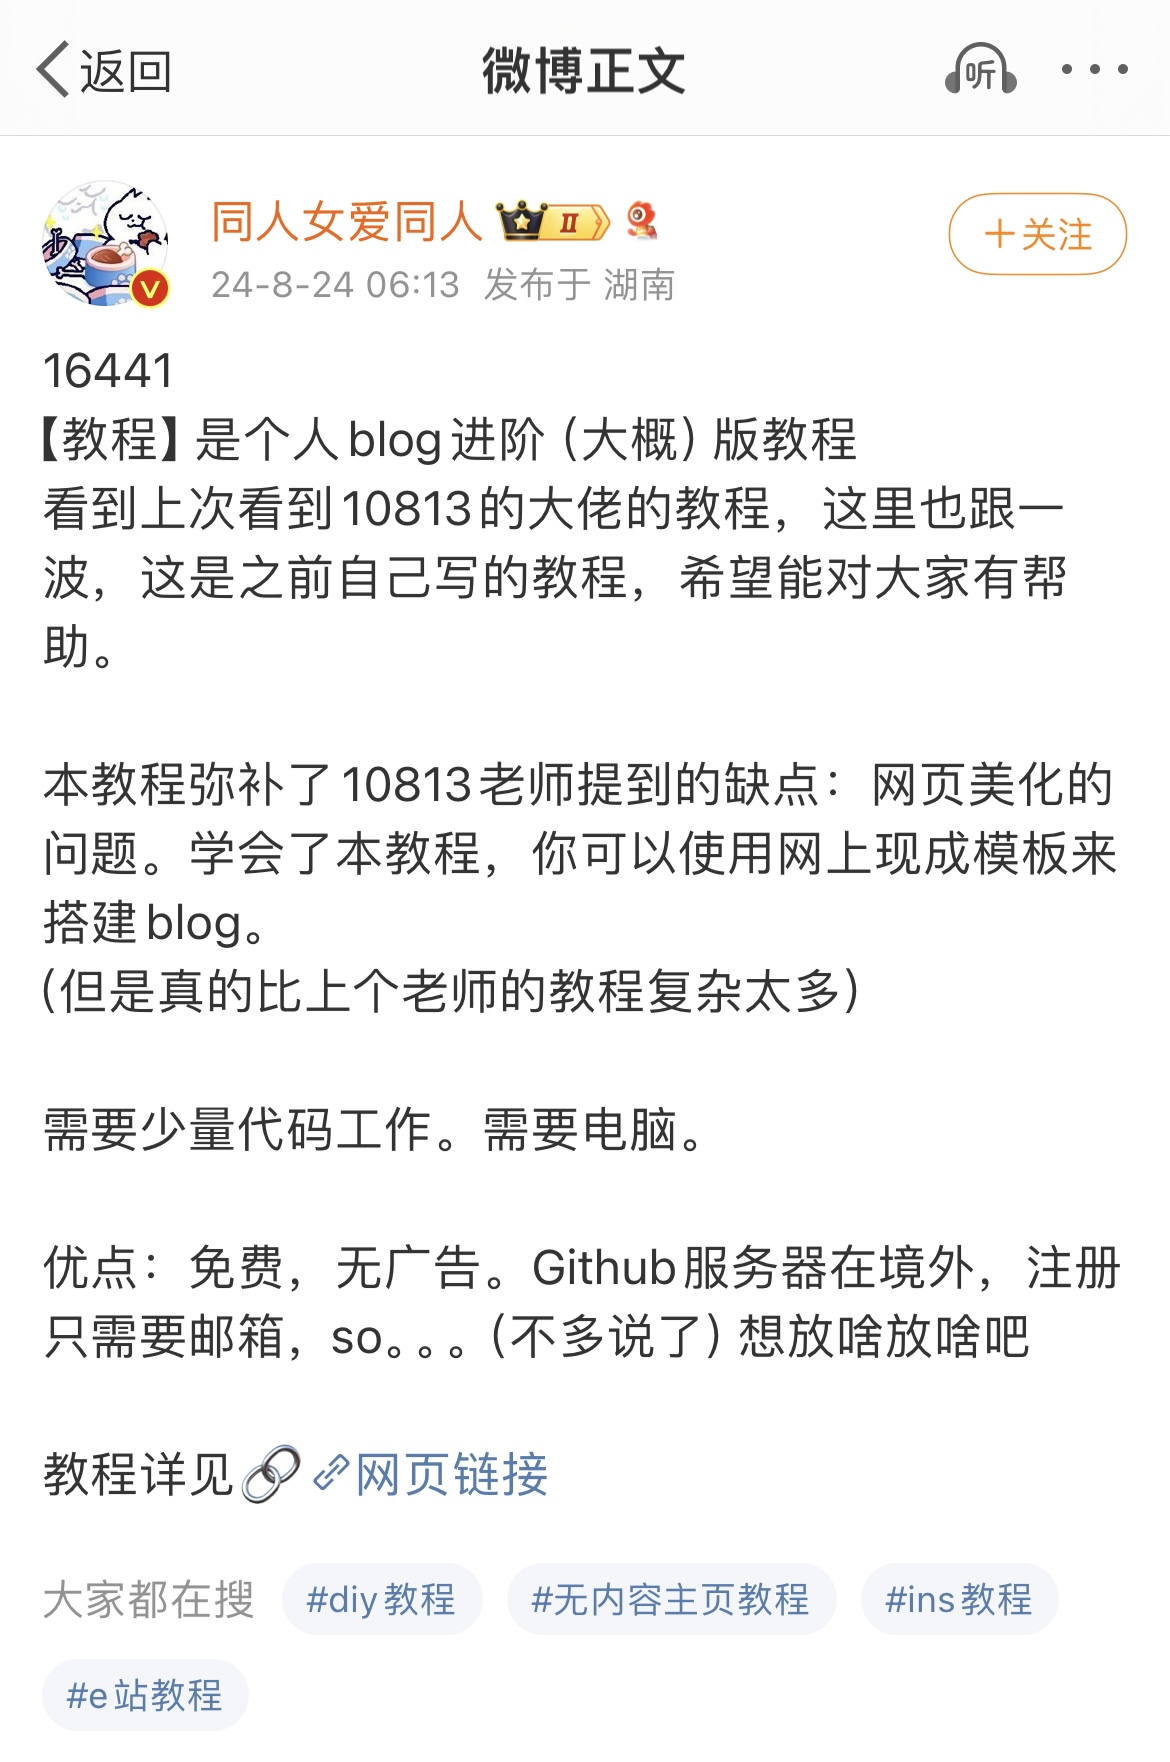 返回
微博正文
听
同人女爱同人
II
24-8-24 06:13 发布于 湖南
+关注
16441
【教程】是个人blog进阶（大概）版教程
看到上次看到10813的大佬的教程，这里也跟一
波，这是之前自己写的教程，希望能对大家有帮
助。
本教程弥补了10813老师提到的缺点：网页美化的
问题。学会了本教程，你可以使用网上现成模板来
搭建blog。
（但是真的比上个老师的教程复杂太多）
需要少量代码工作。需要电脑。
优点：免费，无广告。Github服务器在境外，注册
只需要邮箱，so。。。（不多说了）想放啥放啥吧
教程详见🔗网页链接
大家都在搜 #diy教程 #无内容主页教程 #ins教程
#e站教程